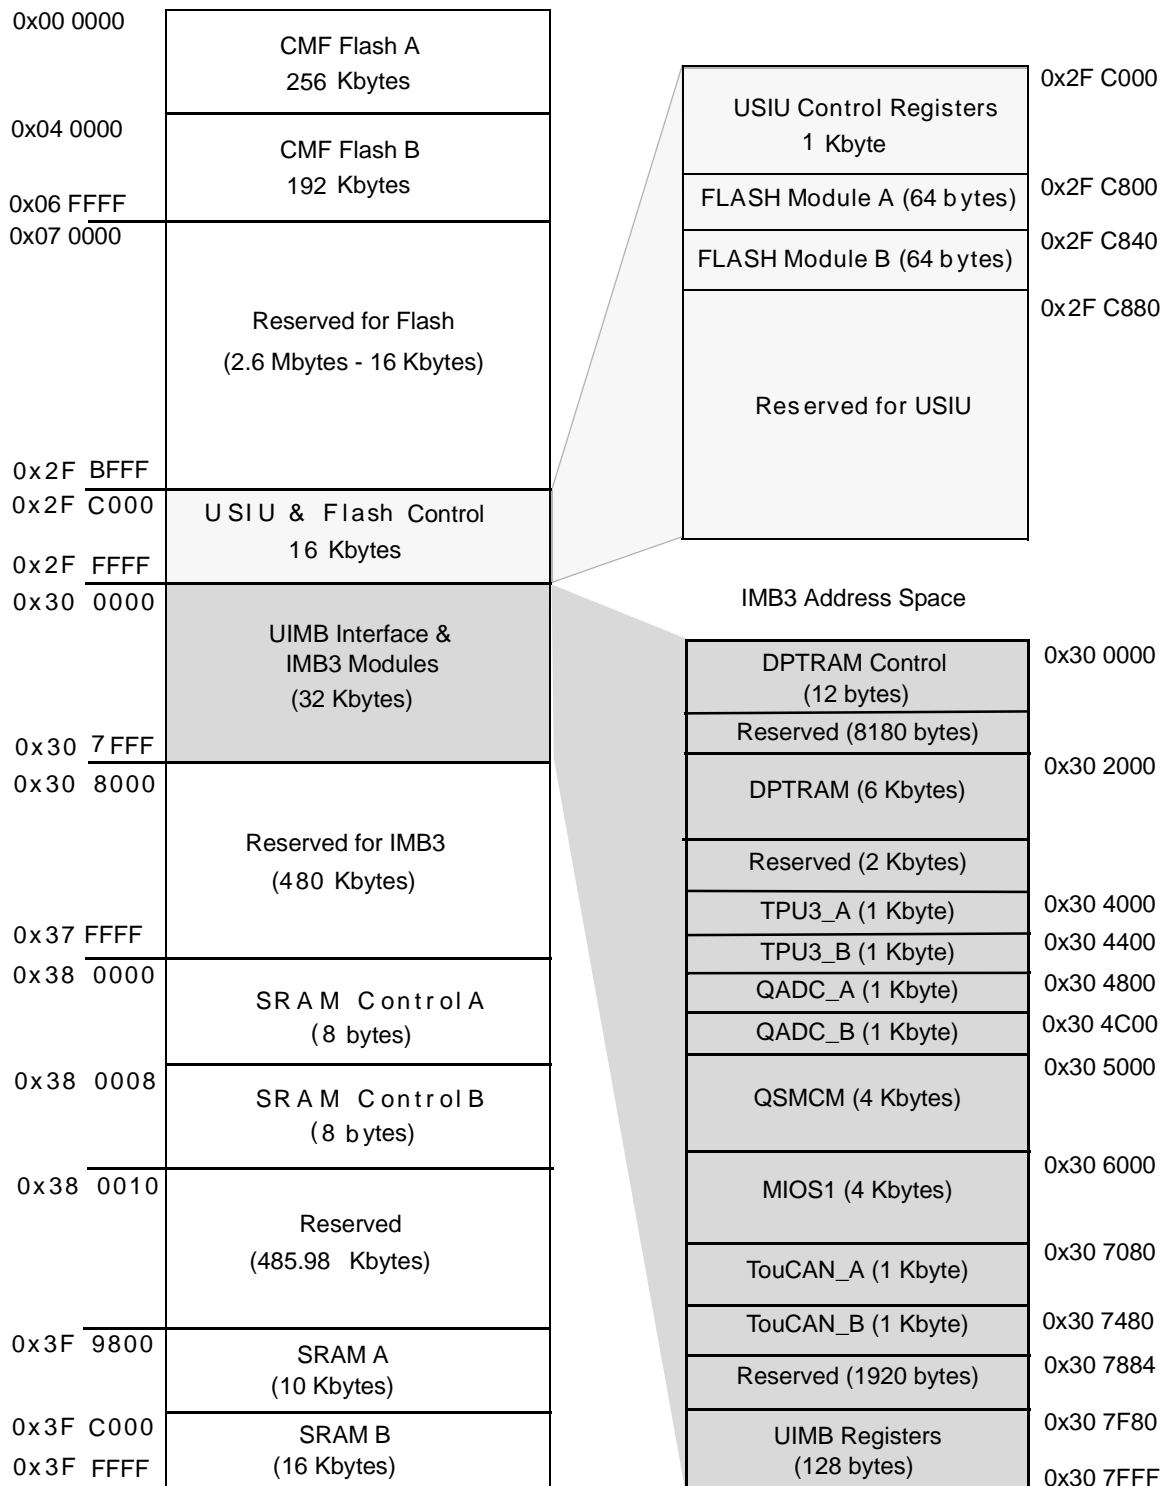 0x00 0000
CMF Flash A
256 Kbytes
0x04 0000
CMF Flash B
192 Kbytes
0x06 FFFF
0x07 0000
Reserved for Flash
(2.6 Mbytes - 16 Kbytes)
0x2F BFFF
0x2F C000
USIU & Flash Control
16 Kbytes
0x2F FFFF
0x30 0000
UIMB Interface &
IMB3 Modules
(32 Kbytes)
0x30 7FFF
0x30 8000
Reserved for IMB3
(480 Kbytes)
0x37 FFFF
0x38 0000
SRAM Control A
(8 bytes)
0x38 0008
SRAM Control B
(8 bytes)
0x38 0010
Reserved
(485.98 Kbytes)
0x3F 9800
SRAM A
(10 Kbytes)
0x3F C000
SRAM B
(16 Kbytes)
0x3F FFFF
0x2F C000
USIU Control Registers
1 Kbyte
FLASH Module A (64 bytes)
0x2F C800
FLASH Module B (64 bytes)
0x2F C840
0x2F C880
Reserved for USIU
IMB3 Address Space
DPTRAM Control
(12 bytes)
0x30 0000
Reserved (8180 bytes)
0x30 2000
DPTRAM (6 Kbytes)
Reserved (2 Kbytes)
TPU3_A (1 Kbyte)
0x30 4000
TPU3_B (1 Kbyte)
0x30 4400
QADC_A (1 Kbyte)
0x30 4800
QADC_B (1 Kbyte)
0x30 4C00
0x30 5000
QSMCM (4 Kbytes)
0x30 6000
MIOS1 (4 Kbytes)
0x30 7080
TouCAN_A (1 Kbyte)
TouCAN_B (1 Kbyte)
0x30 7480
Reserved (1920 bytes)
0x30 7884
UIMB Registers
(128 bytes)
0x30 7F80
0x30 7FFF